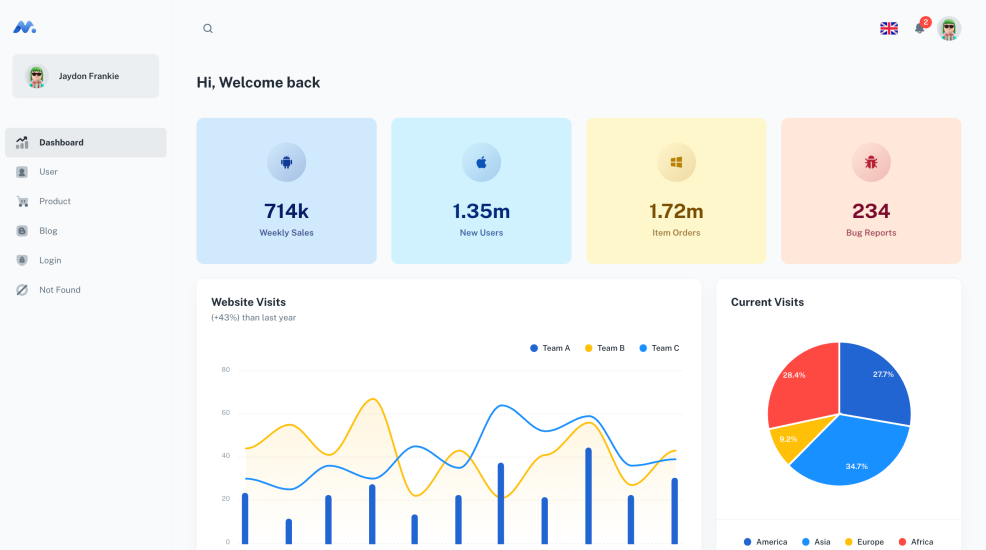 2
Jaydon Frankie
Hi, Welcome back
Dashboard
User
Product
Blog
Login
Not Found
714k
Weekly Sales
1.35m
New Users
1.72m
Item Orders
234
Bug Reports
Website Visits
(+43%) than last year
Team A
Team B
Team C
80
60
40
20
0
Current Visits
28.4%
27.7%
9.2%
34.7%
America
Asia
Europe
Africa